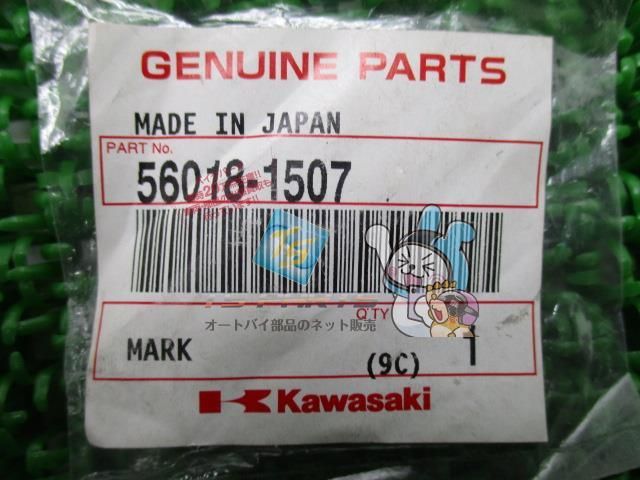 GENUINE PARTS
MADE IN JAPAN
PART No.
56018-1507
オートバイ部品のネット販売
Q'TY
MARK
(9C) 1
Kawasaki